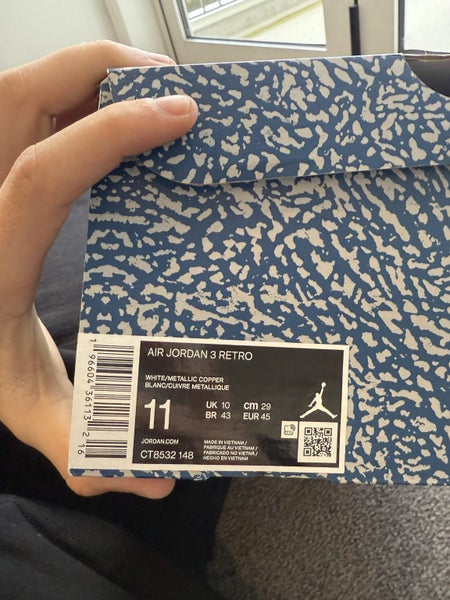 AIR JORDAN 3 RETRO
WHITE/METALLIC COPPER
BLANC/CUIVRE METALLIQUE
11
UK 10 cm 29
BR 43 EUR 45
JORDAN.COM
CT8532 148
MADE IN VIETNAM /
FABRIQUÉ AU VIETNAM /
FABRICADO NO VIETNÃ /
HECHO EN VIETNAM
1 96604 36113 2 16